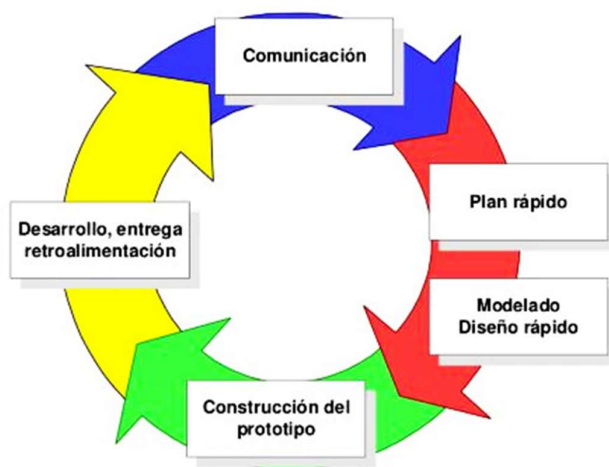 Comunicación
Plan rápido
Modelado
Diseño rápido
Construcción del
prototipo
Desarrollo, entrega
retroalimentación